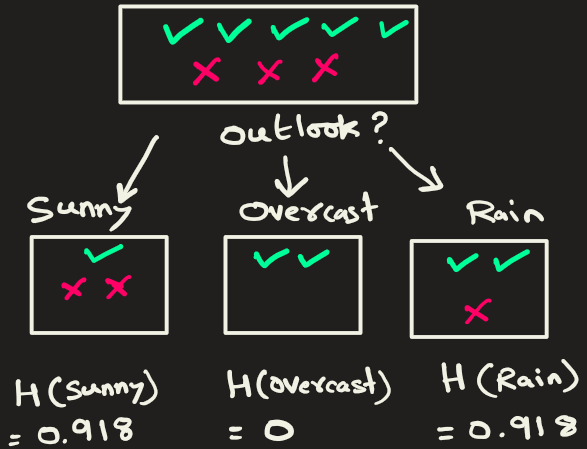 outlook?
Sunny
Overcast
Rain
H(Sunny)
= 0.918
H(overcast)
= 0
H(Rain)
= 0.918